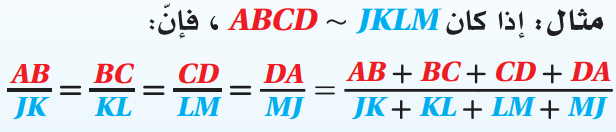 مثال: إذا كان ABCD ~ JKLM ، فإنّ:
AB/JK = BC/KL = CD/LM = DA/MJ = (AB + BC + CD + DA)/(JK + KL + LM + MJ)